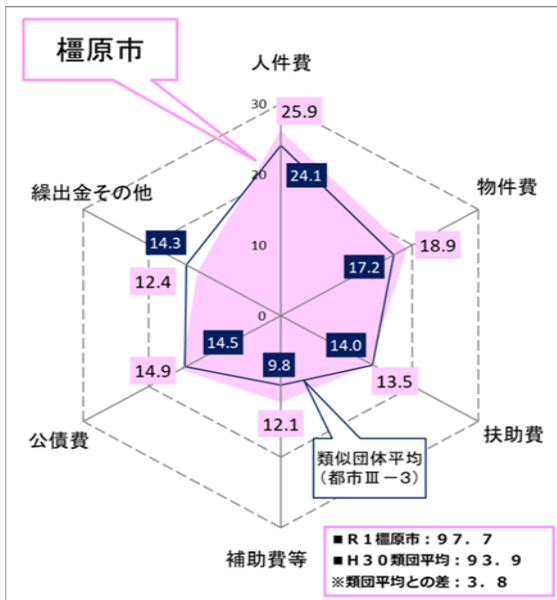 橿原市
人件費
30
25.9
24.1
20
繰出金その他
物件費
14.3
18.9
10
17.2
12.4
0
14.5
14.0
9.8
14.9
13.5
12.1
公債費
扶助費
類似団体平均
（都市Ⅲ－３）
補助費等
■Ｒ１橿原市：９７．７
■Ｈ３０類団平均：９３．９
※類団平均との差：３．８